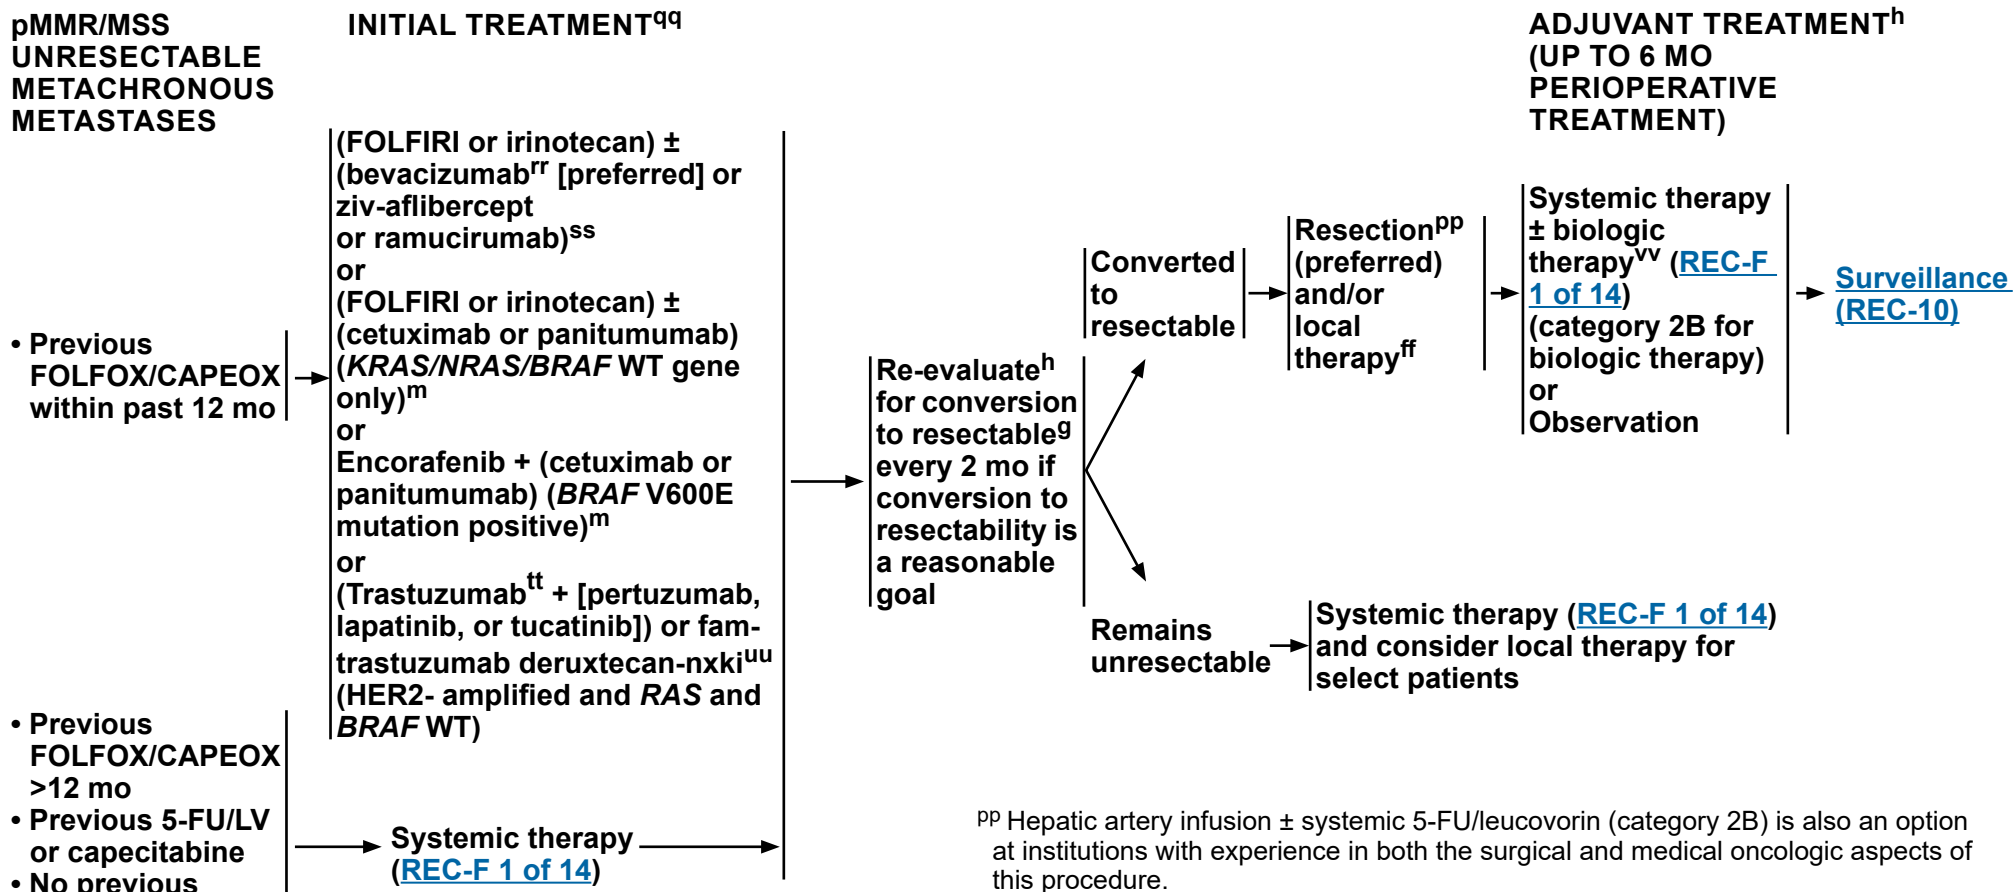 pMMR/MSS
UNRESECTABLE
METACHRONOUS
METASTASES
INITIAL TREATMENTqq
ADJUVANT TREATMENTh
(UP TO 6 MO
PERIOPERATIVE
TREATMENT)
• Previous
FOLFOX/CAPEOX
within past 12 mo
(FOLFIRI or irinotecan) ±
(bevacizumabrr [preferred] or
ziv-aflibercept
or ramucirumab)ss
or
(FOLFIRI or irinotecan) ±
(cetuximab or panitumumab)
(KRAS/NRAS/BRAF WT gene
only)m
or
Encorafenib + (cetuximab or
panitumumab) (BRAF V600E
mutation positive)m
or
(Trastuzumabtt + [pertuzumab,
lapatinib, or tucatinib]) or fam-
trastuzumab deruxtecan-nxkiuu
(HER2- amplified and RAS and
BRAF WT)
• Previous
FOLFOX/CAPEOX
>12 mo
• Previous 5-FU/LV
or capecitabine
• No previous
Systemic therapy
(REC-F 1 of 14)
Re-evaluateh
for conversion
to resectableg
every 2 mo if
conversion to
resectability is
a reasonable
goal
Converted
to
resectable
Resectionpp
(preferred)
and/or
local
therapyff
Systemic therapy
± biologic
therapyvv (REC-F
1 of 14)
(category 2B for
biologic therapy)
or
Observation
Surveillance
(REC-10)
Remains
unresectable
Systemic therapy (REC-F 1 of 14)
and consider local therapy for
select patients
pp Hepatic artery infusion ± systemic 5-FU/leucovorin (category 2B) is also an option
at institutions with experience in both the surgical and medical oncologic aspects of
this procedure.